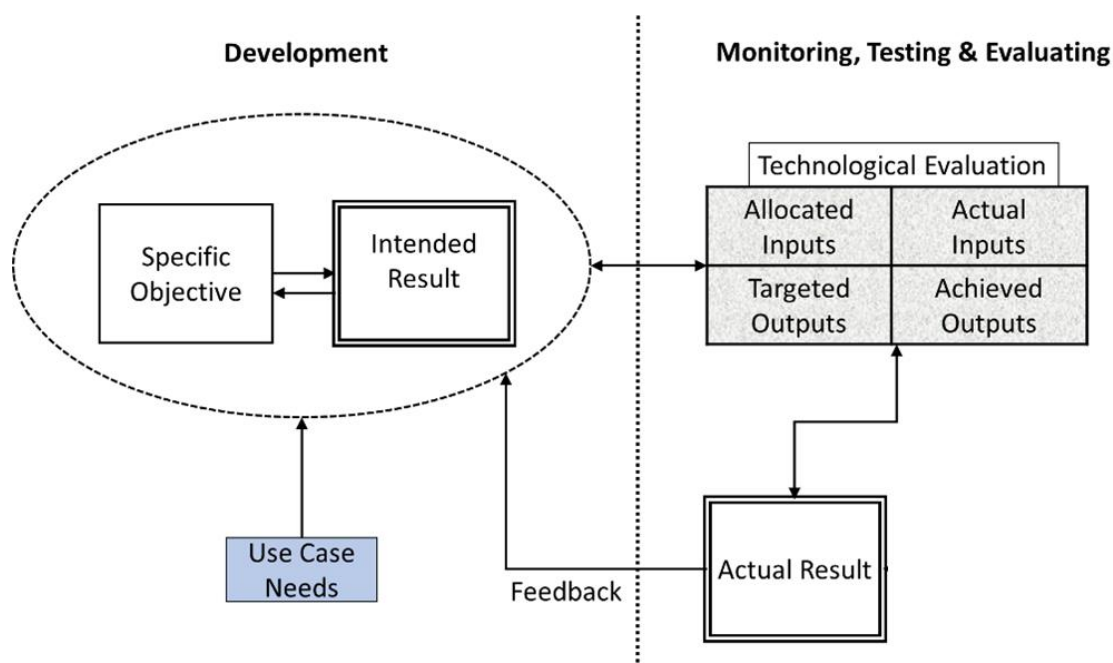 Development
Monitoring, Testing & Evaluating
Technological Evaluation
Allocated
Inputs
Actual
Inputs
Targeted
Outputs
Achieved
Outputs
Specific
Objective
Intended
Result
Use Case
Needs
Feedback
Actual Result